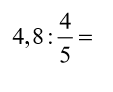 4,8 : 4/5 =